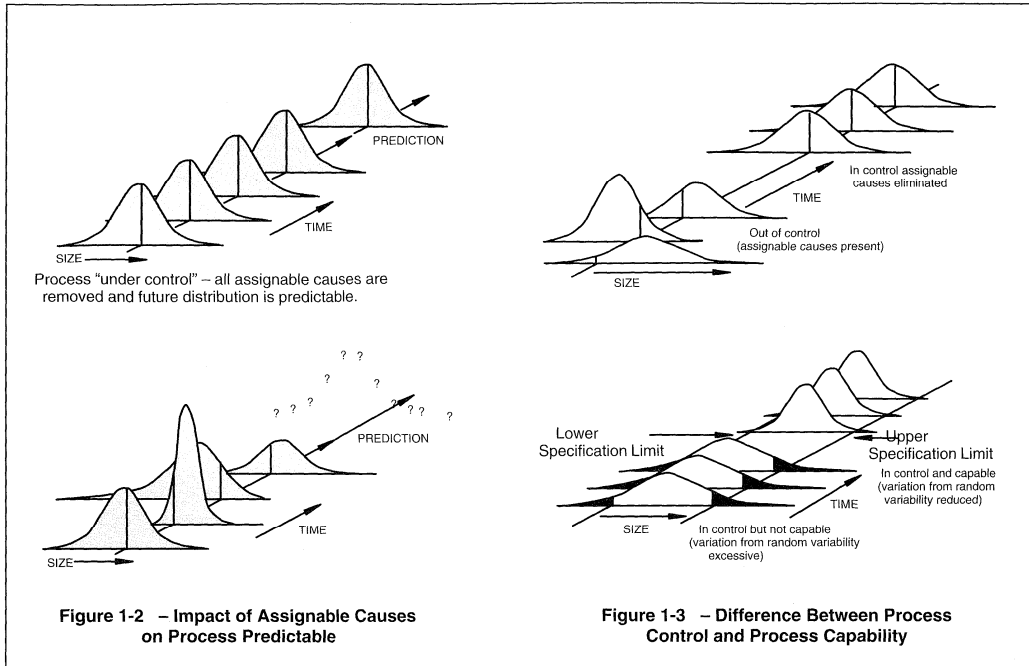 PREDICTION
TIME
SIZE
Process “under control” – all assignable causes are
removed and future distribution is predictable.
? ?
?
?
? ? ?
? ? ?
?
PREDICTION
TIME
SIZE
Figure 1-2 – Impact of Assignable Causes
on Process Predictable
In control assignable
causes eliminated
TIME
Out of control
(assignable causes present)
SIZE
Lower
Specification Limit
Upper
Specification Limit
In control and capable
(variation from random
variability reduced)
TIME
SIZE
In control but not capable
(variation from random variability
excessive)
Figure 1-3 – Difference Between Process
Control and Process Capability